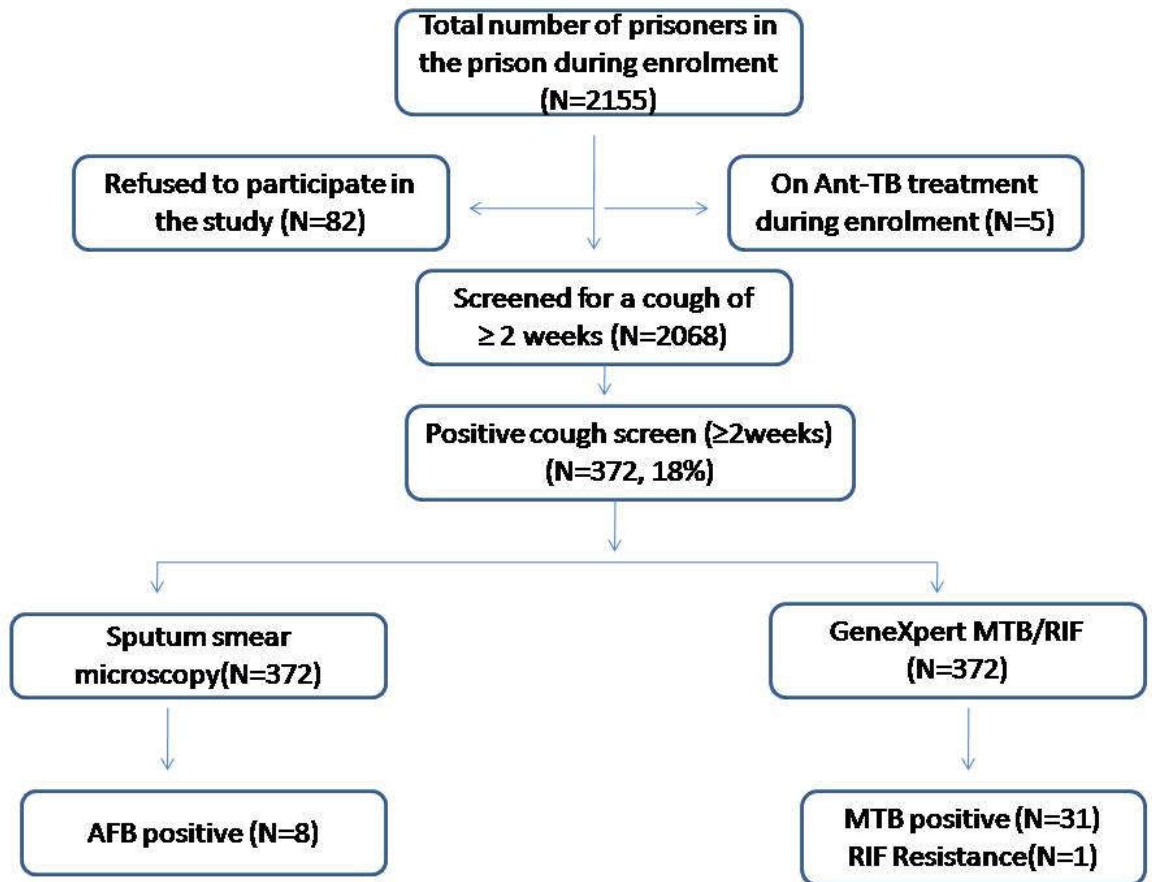 Total number of prisoners in
the prison during enrolment
(N=2155)
Refused to participate in
the study (N=82)
On Ant-TB treatment
during enrolment (N=5)
Screened for a cough of
≥ 2 weeks (N=2068)
Positive cough screen (≥2weeks)
(N=372, 18%)
Sputum smear
microscopy(N=372)
GeneXpert MTB/RIF
(N=372)
AFB positive (N=8)
MTB positive (N=31)
RIF Resistance(N=1)